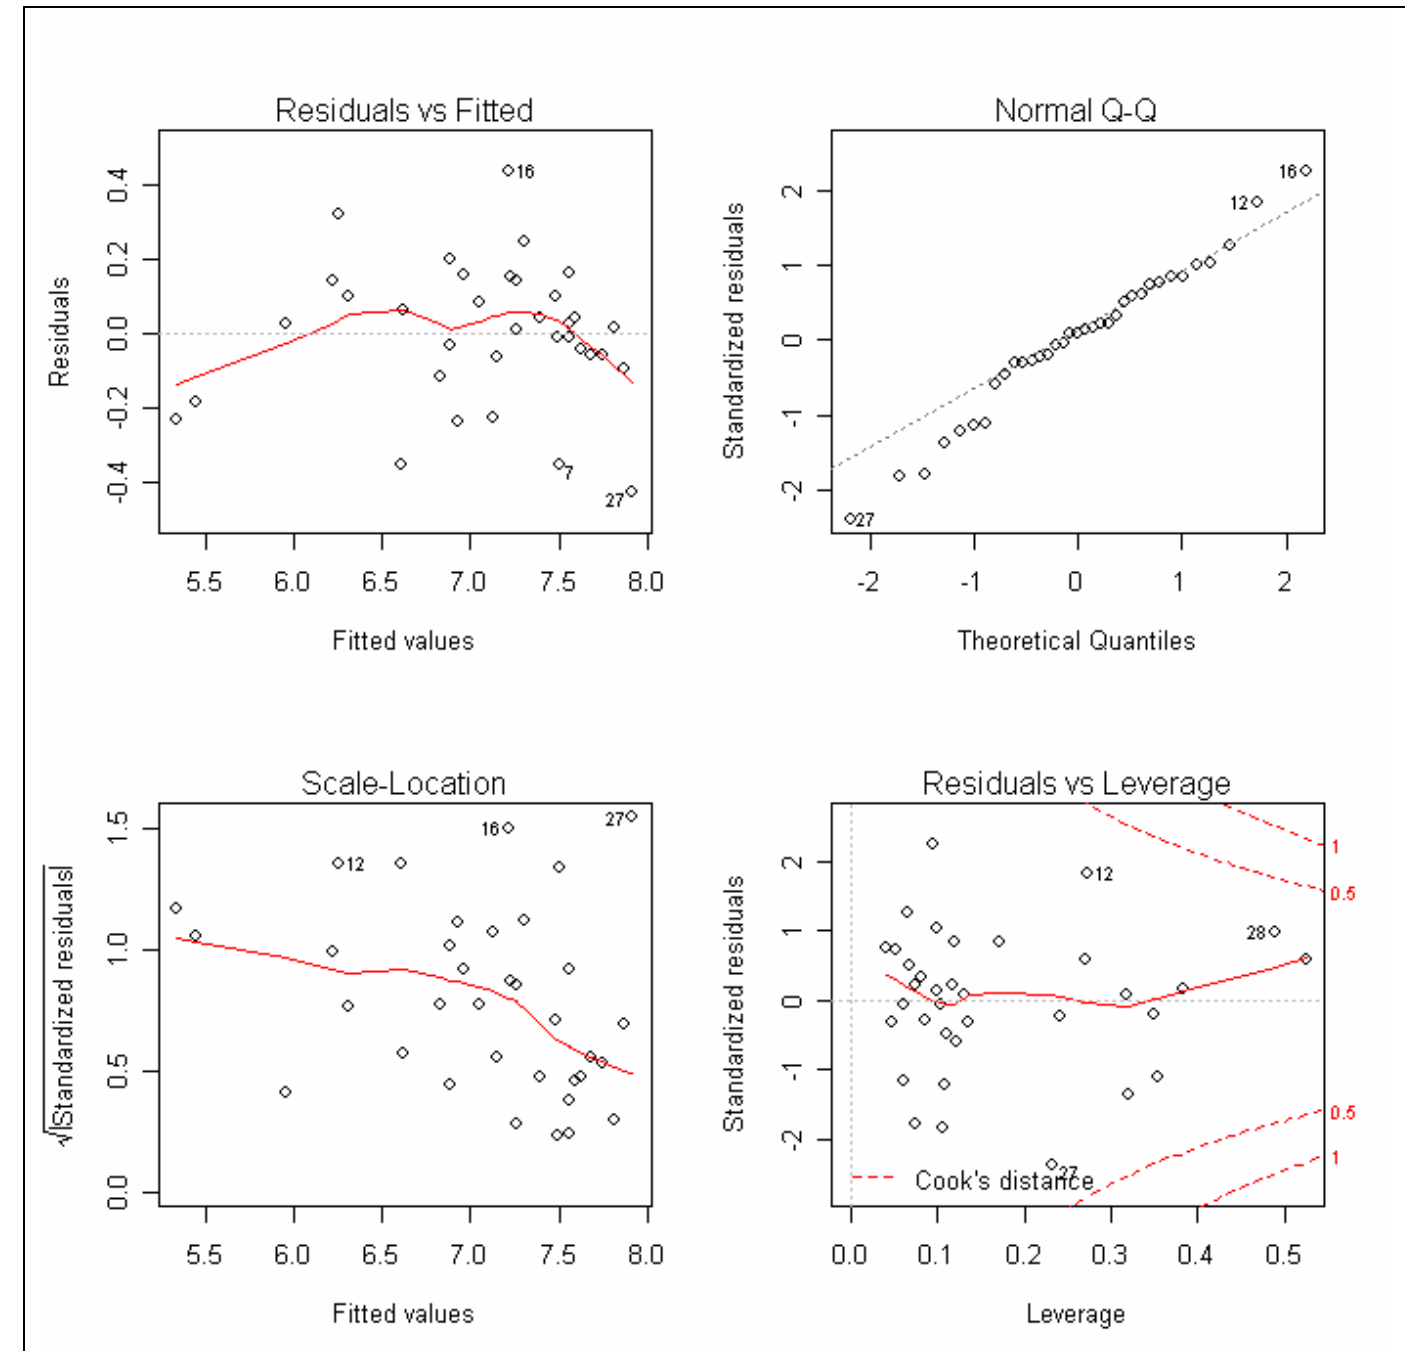 Residuals vs Fitted
Residuals
0.4
0.2
0.0
-0.2
-0.4
16
7
27
5.5 6.0 6.5 7.0 7.5 8.0
Fitted values
Normal Q-Q
Standardized residuals
2
1
0
-1
-2
16
12
27
-2 -1 0 1 2
Theoretical Quantiles
Scale-Location
√|Standardized residuals|
1.5
1.0
0.5
0.0
27
16
12
5.5 6.0 6.5 7.0 7.5 8.0
Fitted values
Residuals vs Leverage
Standardized residuals
2
1
0
-1
-2
1
0.5
12
28
0.5
1
27
Cook's distance
0.0 0.1 0.2 0.3 0.4 0.5
Leverage